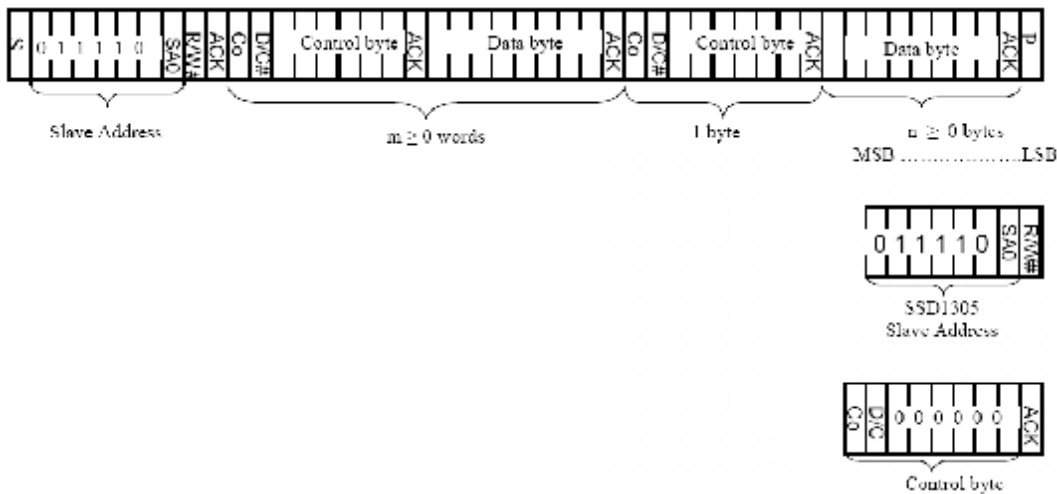 S 0 1 1 1 1 0 SA0 R/W# ACK Co D/C# Control byte ACK Data byte ACK Co D/C# Control byte ACK Data byte ACK P
Slave Address
m ≥ 0 words
1 byte
n ≥ 0 bytes
MSB ......................LSB
0 1 1 1 1 0 SA0 R/W#
SSD1305
Slave Address
Co D/C 0 0 0 0 0 0 ACK
Control byte